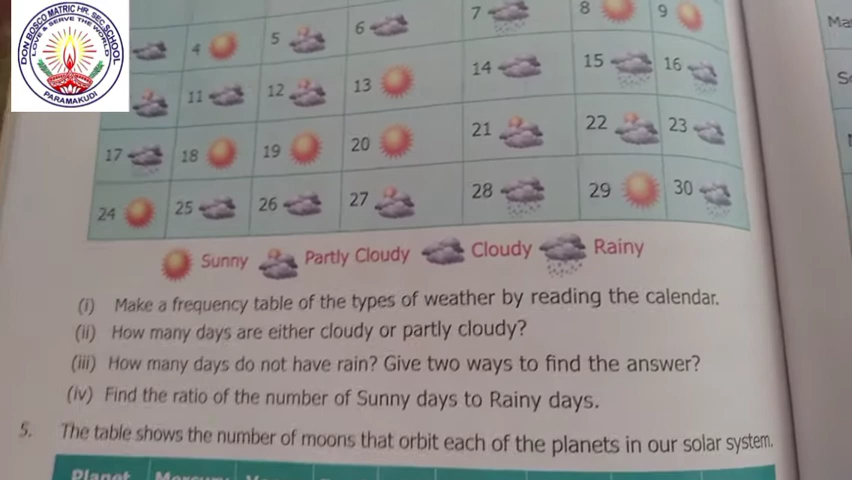 DON BOSCO MATRIC HR. SEC. SCHOOL
LOVE & SERVE THE WORLD
PARAMAKUDI
4 5 6 7 8 9
11 12 13 14 15 16
17 18 19 20 21 22 23
24 25 26 27 28 29 30
Sunny Partly Cloudy Cloudy Rainy
(i) Make a frequency table of the types of weather by reading the calendar.
(ii) How many days are either cloudy or partly cloudy?
(iii) How many days do not have rain? Give two ways to find the answer?
(iv) Find the ratio of the number of Sunny days to Rainy days.
5. The table shows the number of moons that orbit each of the planets in our solar system.
Planet